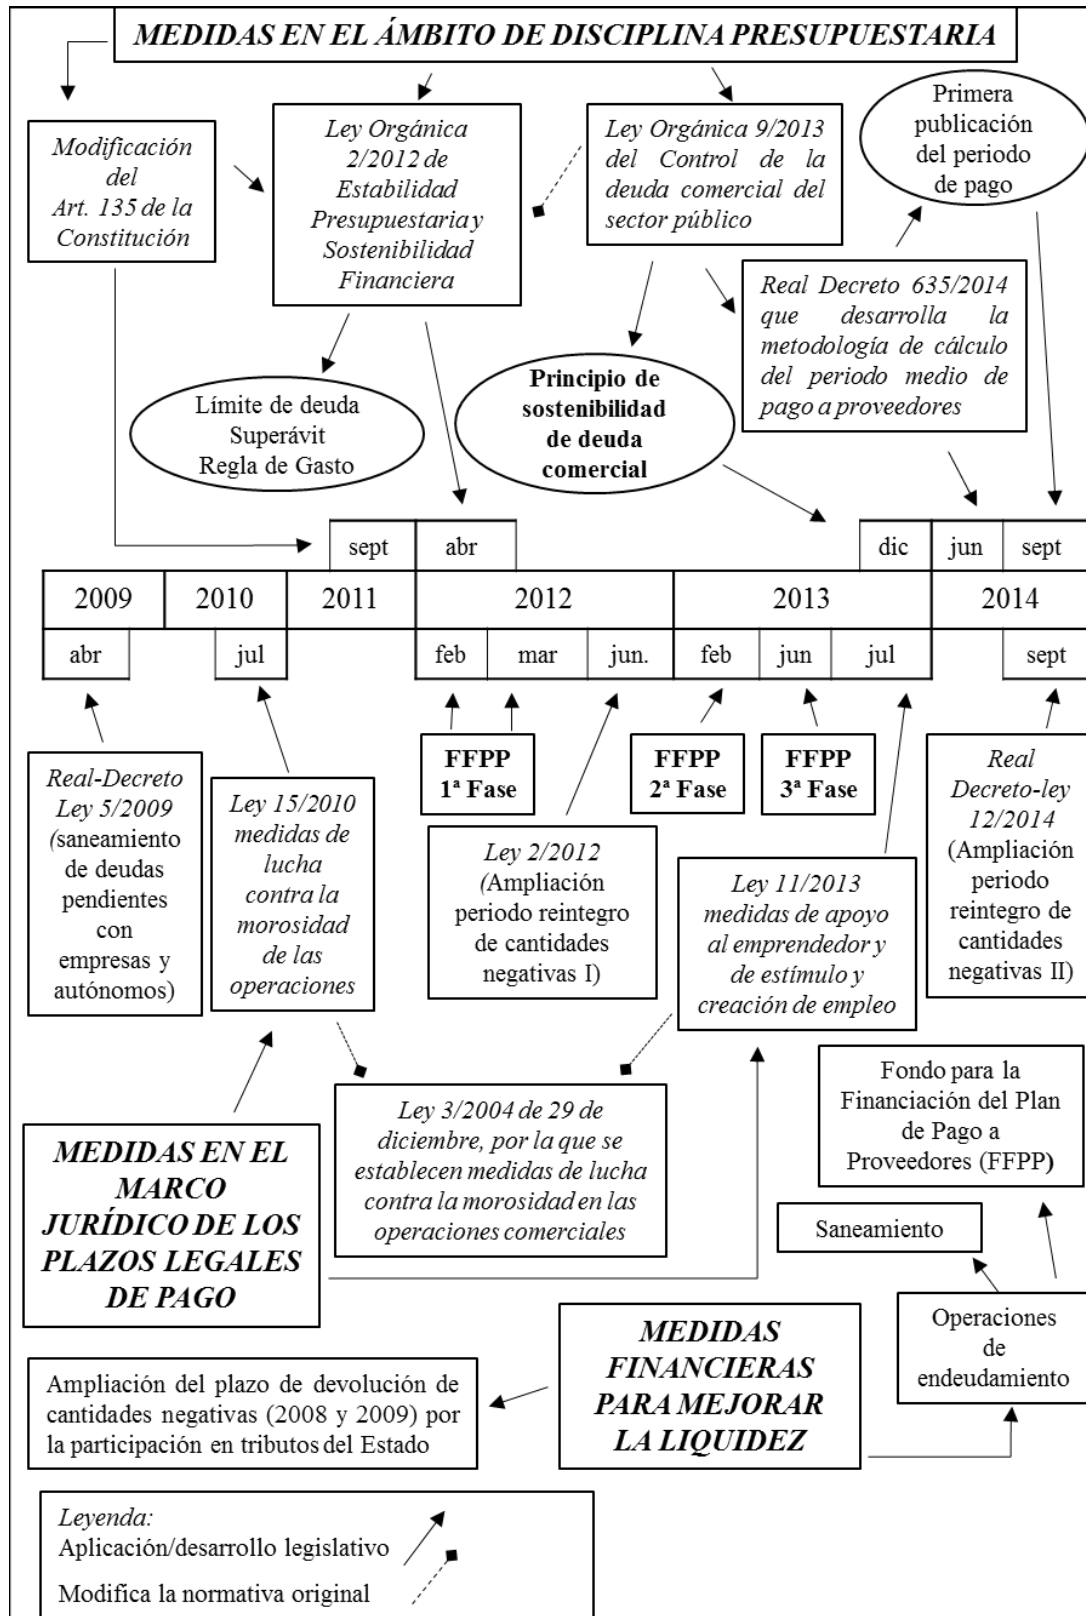 MEDIDAS EN EL ÁMBITO DE DISCIPLINA PRESUPUESTARIA
Modificación
del
Art. 135 de la
Constitución
Ley Orgánica
2/2012 de
Estabilidad
Presupuestaria y
Sostenibilidad
Financiera
Ley Orgánica 9/2013
del Control de la
deuda comercial del
sector público
Primera
publicación
del periodo
de pago
Real Decreto 635/2014
que desarrolla la
metodología de cálculo
del periodo medio de
pago a proveedores
Límite de deuda
Superávit
Regla de Gasto
Principio de
sostenibilidad
de deuda
comercial
sept abr dic jun sept
2009 2010 2011 2012 2013 2014
abr jul feb mar jun. feb jun jul sept
Real-Decreto
Ley 5/2009
(saneamiento
de deudas
pendientes
con
empresas y
autónomos)
Ley 15/2010
medidas de
lucha
contra la
morosidad
de las
operaciones
FFPP
1ª Fase
FFPP
2ª Fase
FFPP
3ª Fase
Ley 2/2012
(Ampliación
periodo reintegro
de cantidades
negativas I)
Ley 11/2013
medidas de apoyo
al emprendedor y
de estímulo y
creación de empleo
Real
Decreto-ley
12/2014
(Ampliación
periodo
reintegro de
cantidades
negativas II)
MEDIDAS EN EL
MARCO
JURÍDICO DE LOS
PLAZOS LEGALES
DE PAGO
Ley 3/2004 de 29 de
diciembre, por la que se
establecen medidas de lucha
contra la morosidad en las
operaciones comerciales
Fondo para la
Financiación del Plan
de Pago a
Proveedores (FFPP)
Saneamiento
Operaciones
de
endeudamiento
MEDIDAS
FINANCIERAS
PARA MEJORAR
LA LIQUIDEZ
Ampliación del plazo de devolución de
cantidades negativas (2008 y 2009) por
la participación en tributos del Estado
Leyenda:
Aplicación/desarrollo legislativo
Modifica la normativa original